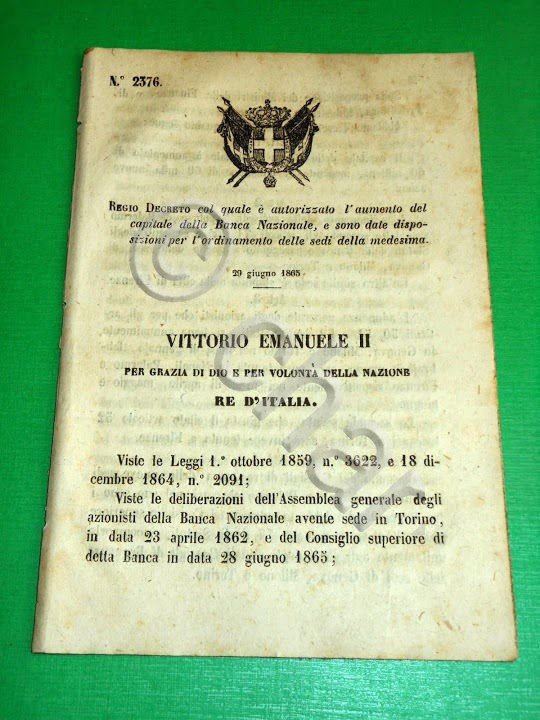 N.° 2376.
REGIO DECRETO col quale è autorizzato l'aumento del
capitale della Banca Nazionale, e sono date dispo-
sizioni per l'ordinamento delle sedi della medesima.
29 giugno 1865
VITTORIO EMANUELE II
PER GRAZIA DI DIO E PER VOLONTÀ DELLA NAZIONE
RE D'ITALIA.
Viste le Leggi 1.° ottobre 1859, n.° 3622, e 18 di-
cembre 1864, n.° 2091;
Viste le deliberazioni dell'Assemblea generale degli
azionisti della Banca Nazionale avente sede in Torino,
in data 23 aprile 1862, e del Consiglio superiore di
detta Banca in data 28 giugno 1865;
© char